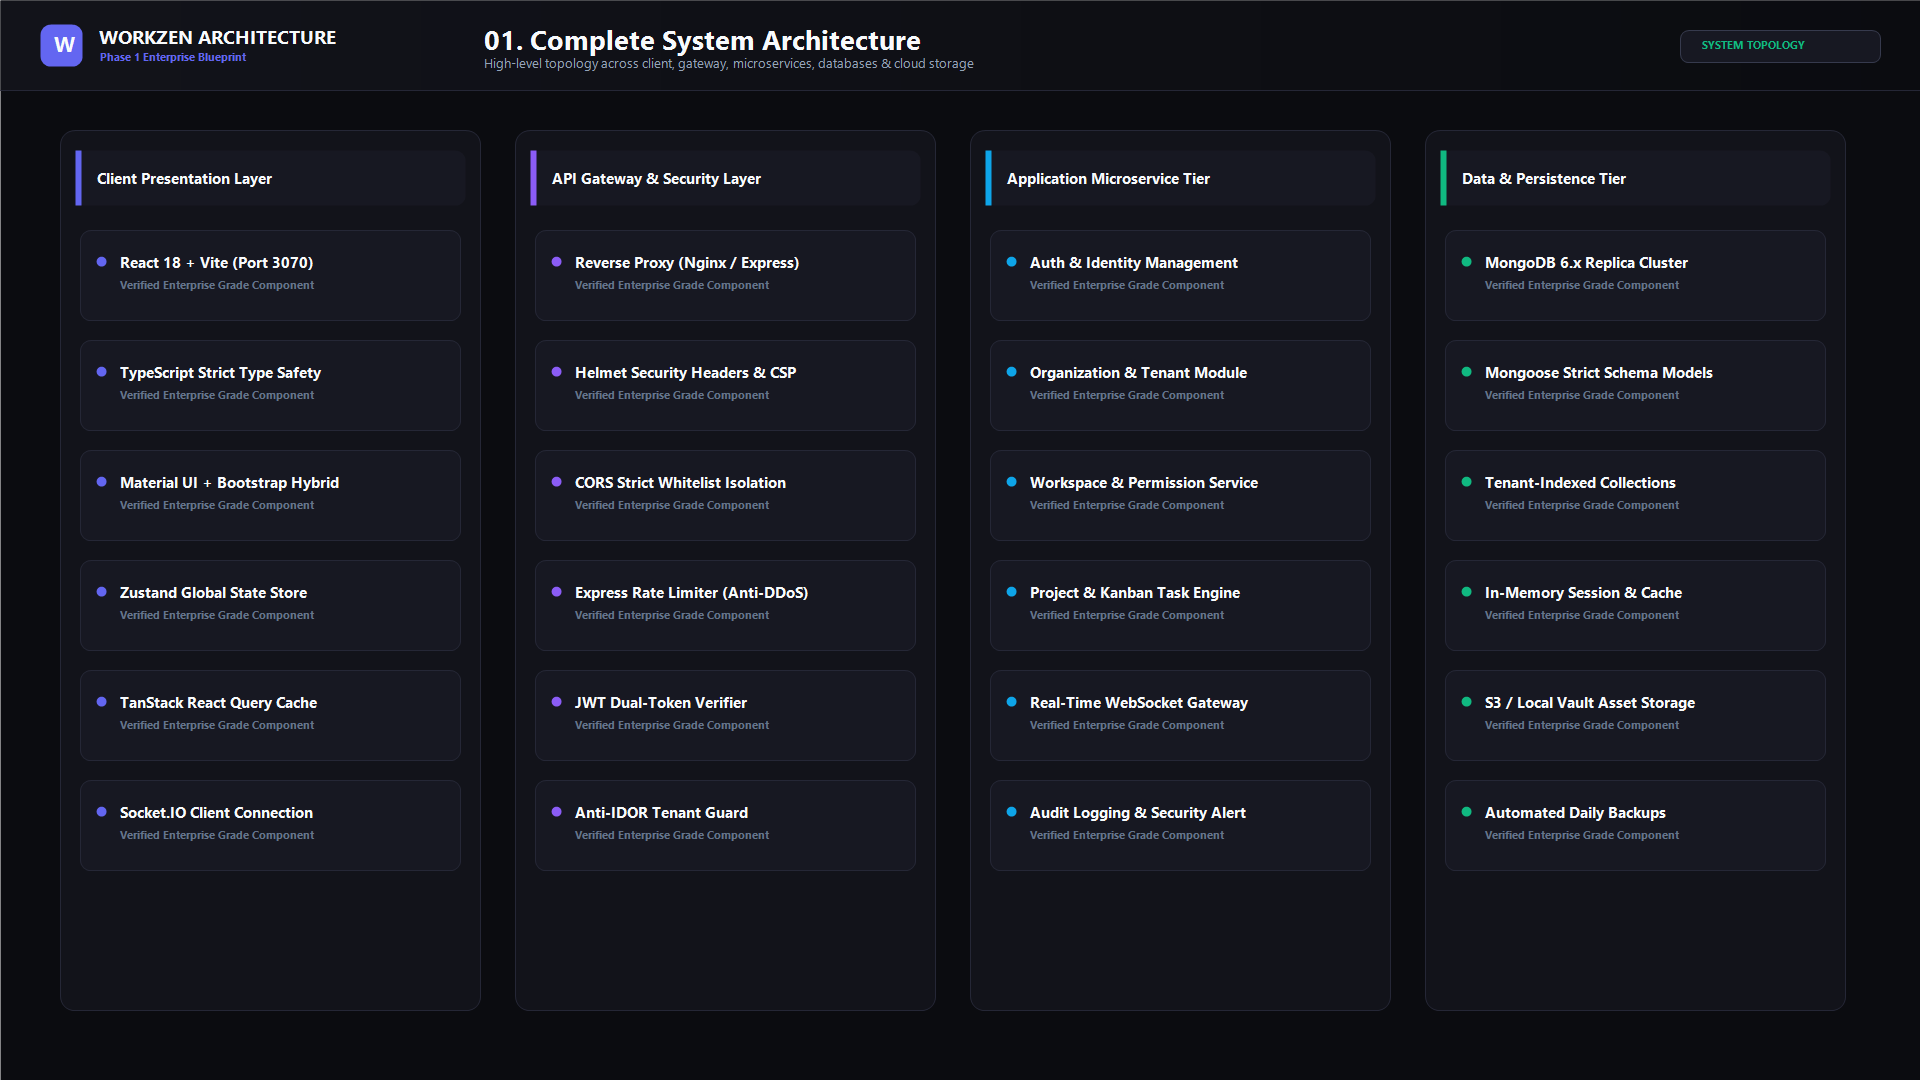 W
WORKZEN ARCHITECTURE
Phase 1 Enterprise Blueprint
01. Complete System Architecture
High-level topology across client, gateway, microservices, databases & cloud storage
SYSTEM TOPOLOGY
Client Presentation Layer
React 18 + Vite (Port 3070)
Verified Enterprise Grade Component
TypeScript Strict Type Safety
Verified Enterprise Grade Component
Material UI + Bootstrap Hybrid
Verified Enterprise Grade Component
Zustand Global State Store
Verified Enterprise Grade Component
TanStack React Query Cache
Verified Enterprise Grade Component
Socket.IO Client Connection
Verified Enterprise Grade Component
API Gateway & Security Layer
Reverse Proxy (Nginx / Express)
Verified Enterprise Grade Component
Helmet Security Headers & CSP
Verified Enterprise Grade Component
CORS Strict Whitelist Isolation
Verified Enterprise Grade Component
Express Rate Limiter (Anti-DDoS)
Verified Enterprise Grade Component
JWT Dual-Token Verifier
Verified Enterprise Grade Component
Anti-IDOR Tenant Guard
Verified Enterprise Grade Component
Application Microservice Tier
Auth & Identity Management
Verified Enterprise Grade Component
Organization & Tenant Module
Verified Enterprise Grade Component
Workspace & Permission Service
Verified Enterprise Grade Component
Project & Kanban Task Engine
Verified Enterprise Grade Component
Real-Time WebSocket Gateway
Verified Enterprise Grade Component
Audit Logging & Security Alert
Verified Enterprise Grade Component
Data & Persistence Tier
MongoDB 6.x Replica Cluster
Verified Enterprise Grade Component
Mongoose Strict Schema Models
Verified Enterprise Grade Component
Tenant-Indexed Collections
Verified Enterprise Grade Component
In-Memory Session & Cache
Verified Enterprise Grade Component
S3 / Local Vault Asset Storage
Verified Enterprise Grade Component
Automated Daily Backups
Verified Enterprise Grade Component